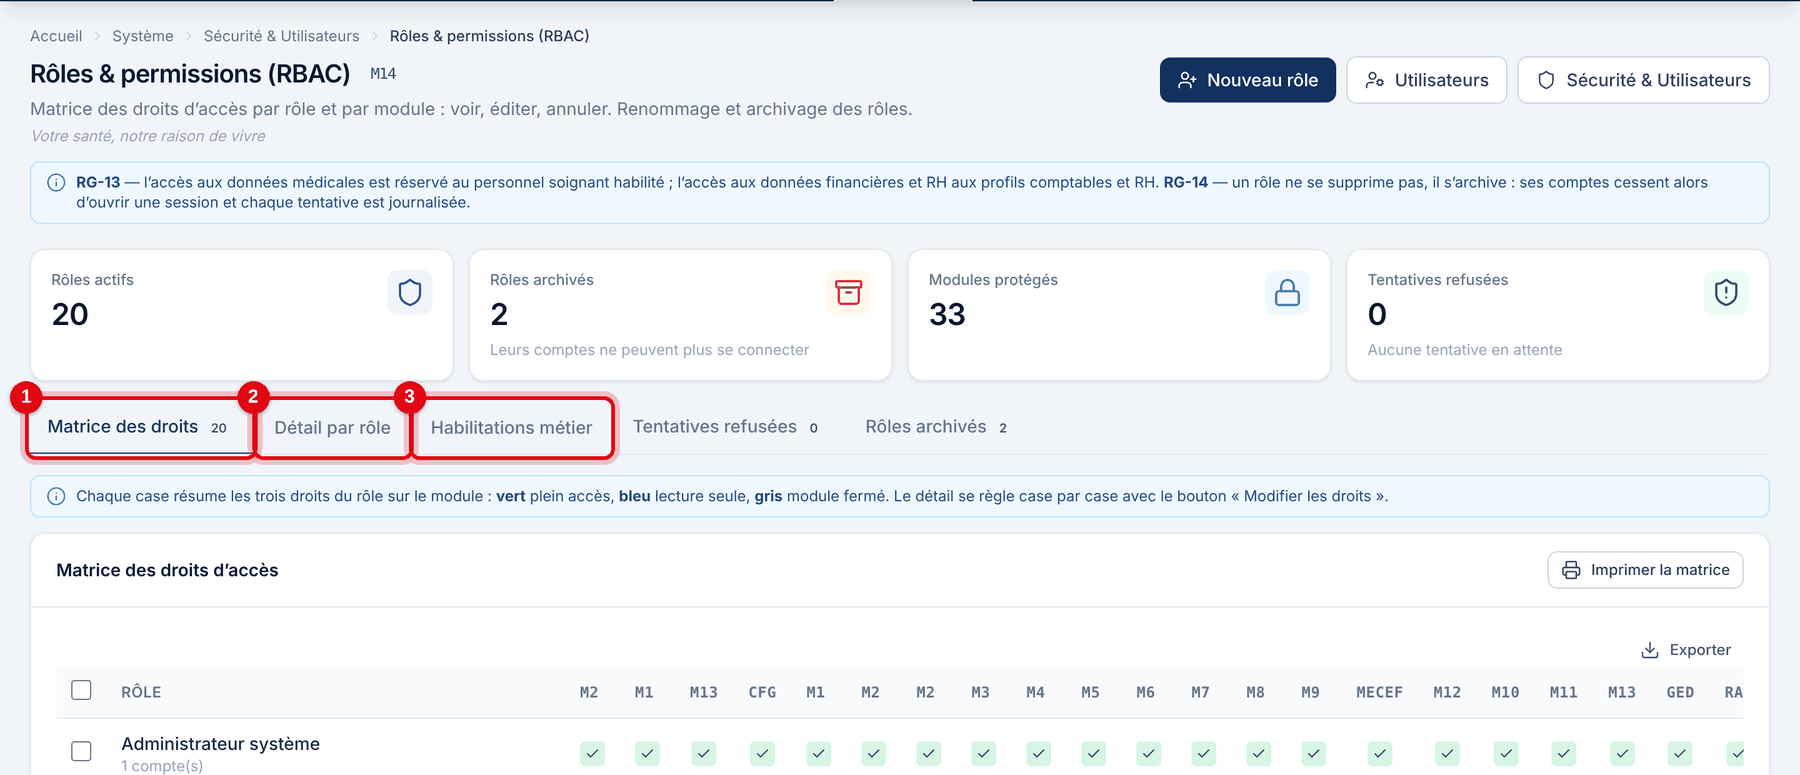 Accueil > Système > Sécurité & Utilisateurs > Rôles & permissions (RBAC)
Rôles & permissions (RBAC) M14
Nouveau rôle
Utilisateurs
Sécurité & Utilisateurs
Matrice des droits d’accès par rôle et par module : voir, éditer, annuler. Renommage et archivage des rôles.
Votre santé, notre raison de vivre
RG-13 — l’accès aux données médicales est réservé au personnel soignant habilité ; l’accès aux données financières et RH aux profils comptables et RH. RG-14 — un rôle ne se supprime pas, il s’archive : ses comptes cessent alors
d’ouvrir une session et chaque tentative est journalisée.
Rôles actifs
20
Rôles archivés
2
Leurs comptes ne peuvent plus se connecter
Modules protégés
33
Tentatives refusées
0
Aucune tentative en attente
1 2 3
Matrice des droits 20 Détail par rôle Habilitations métier Tentatives refusées 0 Rôles archivés 2
Chaque case résume les trois droits du rôle sur le module : vert plein accès, bleu lecture seule, gris module fermé. Le détail se règle case par case avec le bouton « Modifier les droits ».
Matrice des droits d’accès
Imprimer la matrice
Exporter
RÔLE M2 M1 M13 CFG M1 M2 M2 M3 M4 M5 M6 M7 M8 M9 MECEF M12 M10 M11 M13 GED RA
Administrateur système
1 compte(s)